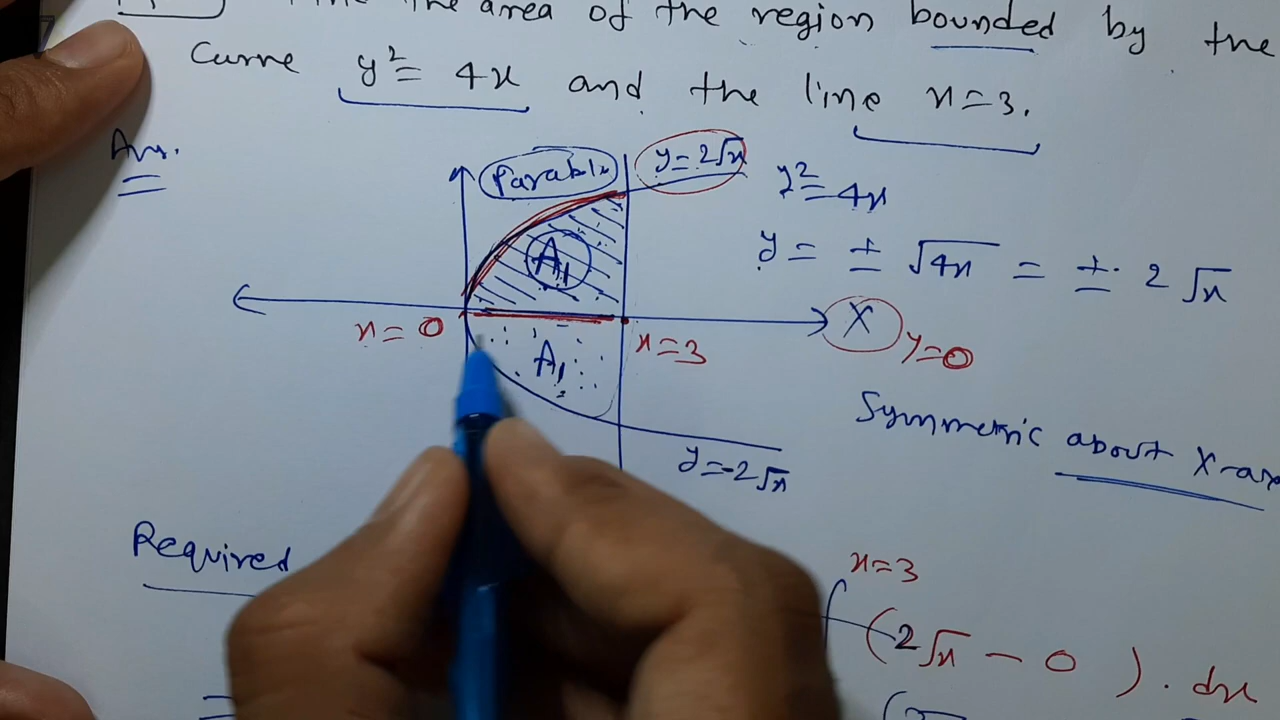 the area of the region bounded by the
Curve y² = 4x and the line x=3.
Ans.
Parabola y=2√x y²=4x
y = ± √4x = ± 2√x
A₁
x=0 A₁ x=3 X y=0
Symmetric about X-ax
y=-2√x
Required
x=3
(2√x - 0). dx
=